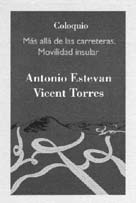 Coloquio
Más allá de las carreteras.
Movilidad insular
Antonio Estevan
Vicent Torres